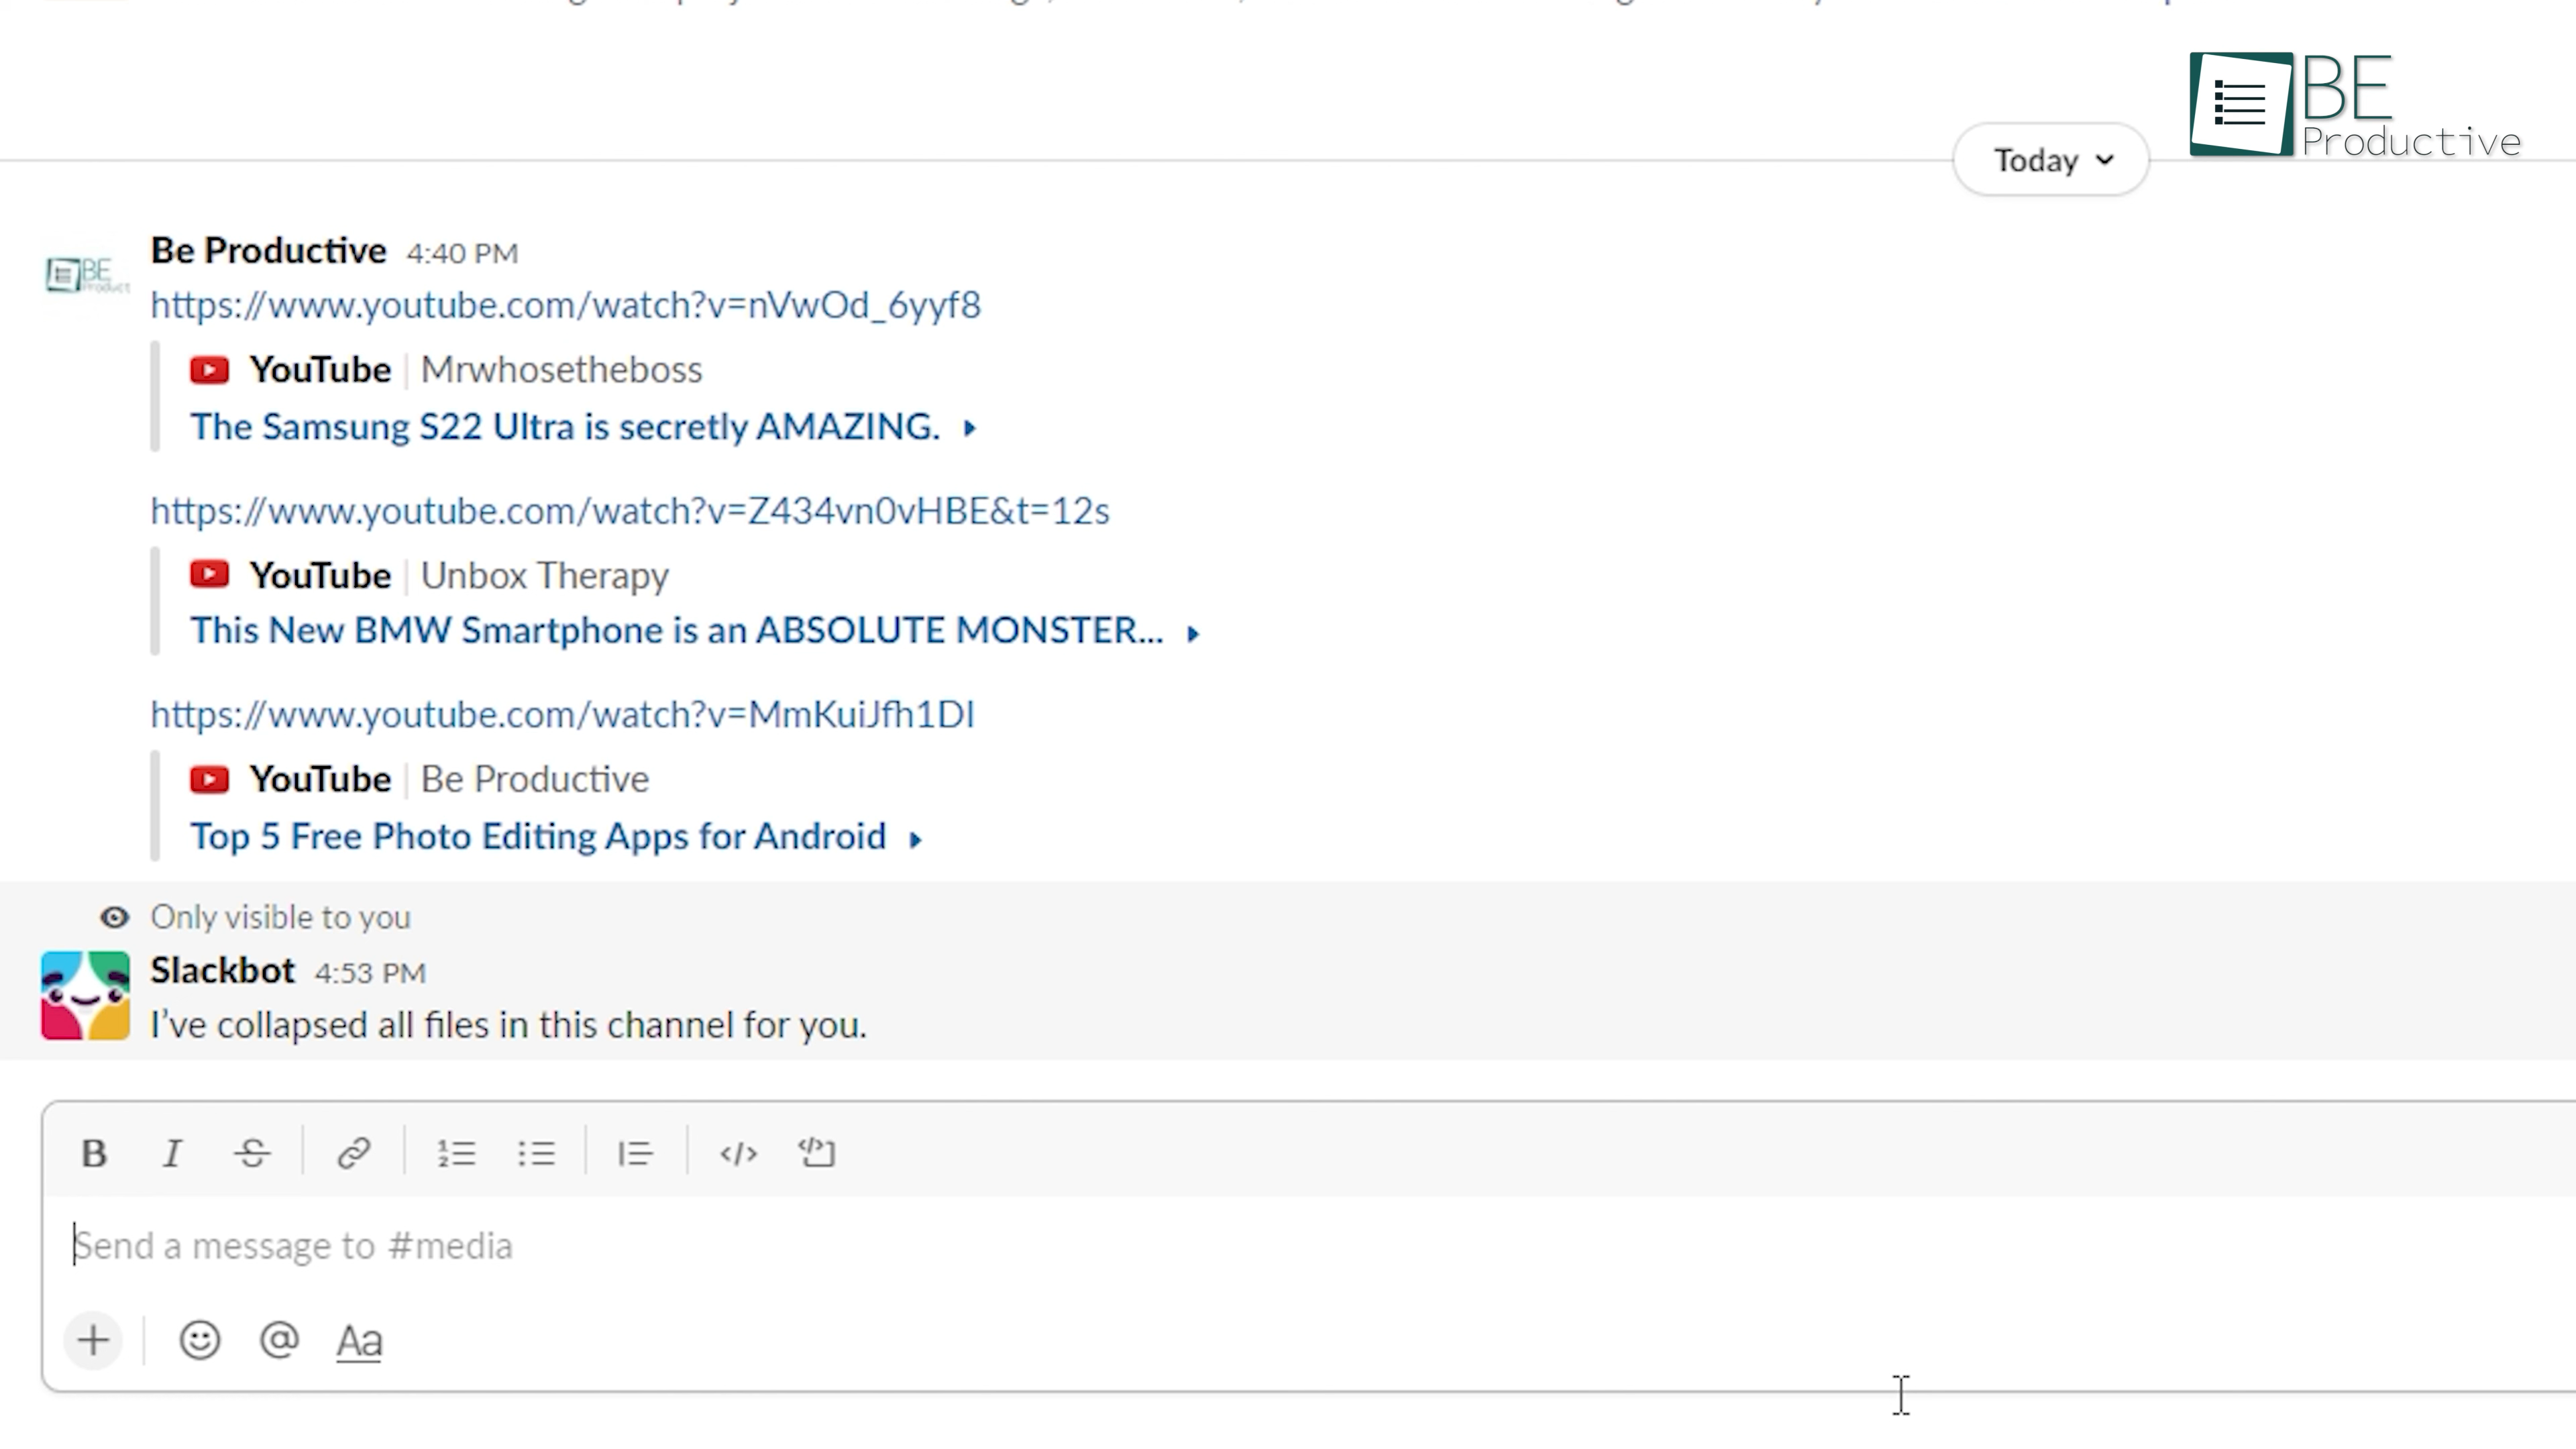 BE
Productive
Today
Be Productive 4:40 PM
BE
Product
https://www.youtube.com/watch?v=nVwOd_6yyf8
YouTube | Mrwhosetheboss
The Samsung S22 Ultra is secretly AMAZING.
https://www.youtube.com/watch?v=Z434vn0vHBE&t=12s
YouTube | Unbox Therapy
This New BMW Smartphone is an ABSOLUTE MONSTER...
https://www.youtube.com/watch?v=MmKuiJfh1DI
YouTube | Be Productive
Top 5 Free Photo Editing Apps for Android
Only visible to you
Slackbot 4:53 PM
I've collapsed all files in this channel for you.
B I S </>
Send a message to #media
+ @ Aa